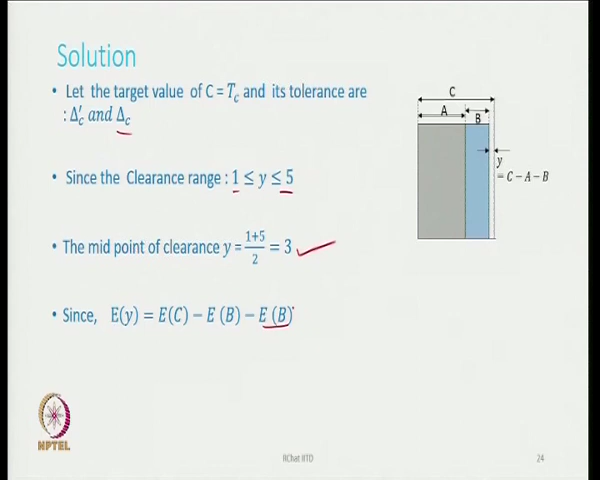 Solution
• Let the target value of C = T_c and its tolerance are
: Δ′_c and Δ_c
• Since the Clearance range : 1 ≤ y ≤ 5
• The mid point of clearance y = (1+5)/2 = 3
• Since, E(y) = E(C) − E (B) − E (B)
C
A
B
y
= C − A − B
NPTEL
RChat IITD
24